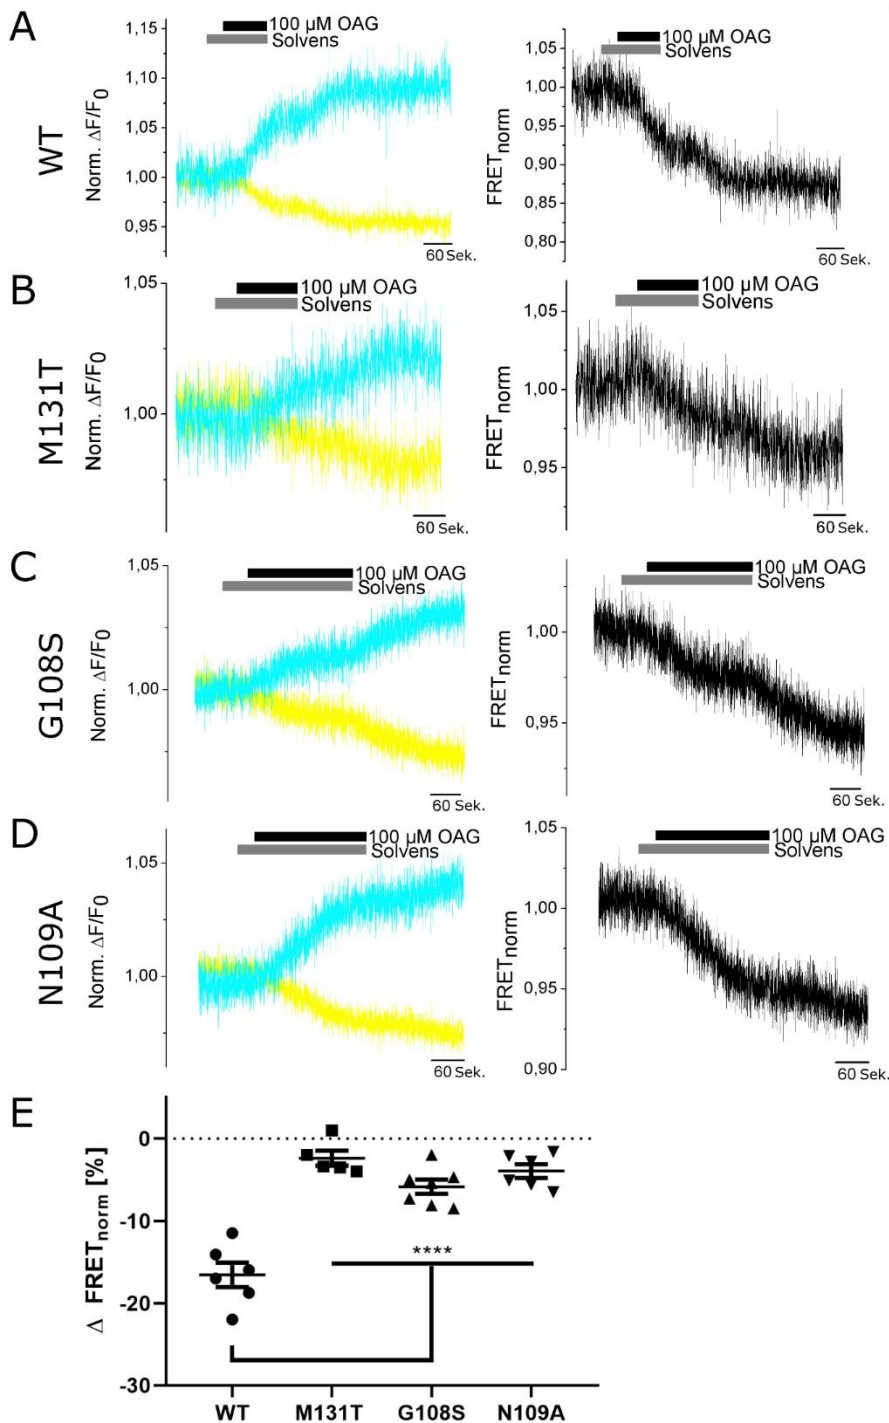 A
WT
Norm. ΔF/F0
1,15
1,10
1,05
1,00
0,95
100 µM OAG
Solvens
60 Sek.
FRETnorm
1,05
1,00
0,95
0,90
0,85
0,80
100 µM OAG
Solvens
60 Sek.
B
M131T
Norm. ΔF/F0
1,05
1,00
100 µM OAG
Solvens
60 Sek.
FRETnorm
1,05
1,00
0,95
100 µM OAG
Solvens
60 Sek.
C
G108S
Norm. ΔF/F0
1,05
1,00
100 µM OAG
Solvens
60 Sek.
FRETnorm
1,00
0,95
100 µM OAG
Solvens
60 Sek.
D
N109A
Norm. ΔF/F0
1,05
1,00
100 µM OAG
Solvens
60 Sek.
FRETnorm
1,05
1,00
0,95
0,90
100 µM OAG
Solvens
60 Sek.
E
Δ FRETnorm [%]
0
-10
-20
-30
****
WT M131T G108S N109A